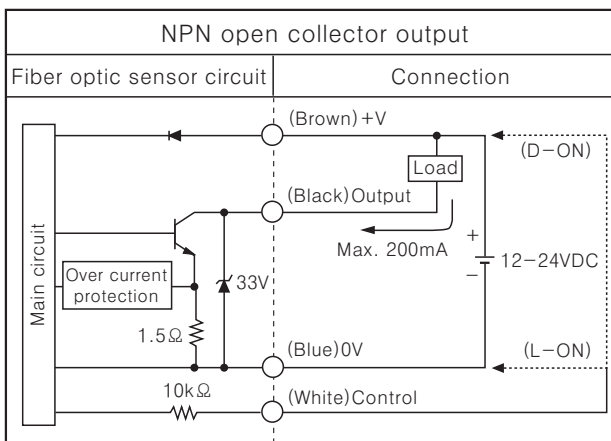 NPN open collector output
Fiber optic sensor circuit
Connection
(Brown)+V
(D-ON)
Load
(Black)Output
Max. 200mA
+
12-24VDC
-
Main circuit
Over current
protection
33V
1.5Ω
(Blue)0V
(L-ON)
10kΩ
(White)Control